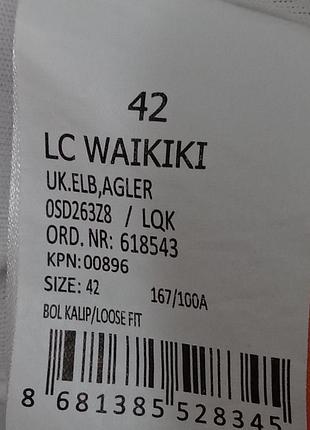 42
LC WAIKIKI
UK.ELB,AGLER
0SD263Z8 / LQK
ORD. NR: 618543
KPN:00896
SIZE: 42 167/100A
BOL KALIP/LOOSE FIT
8 681385 528345